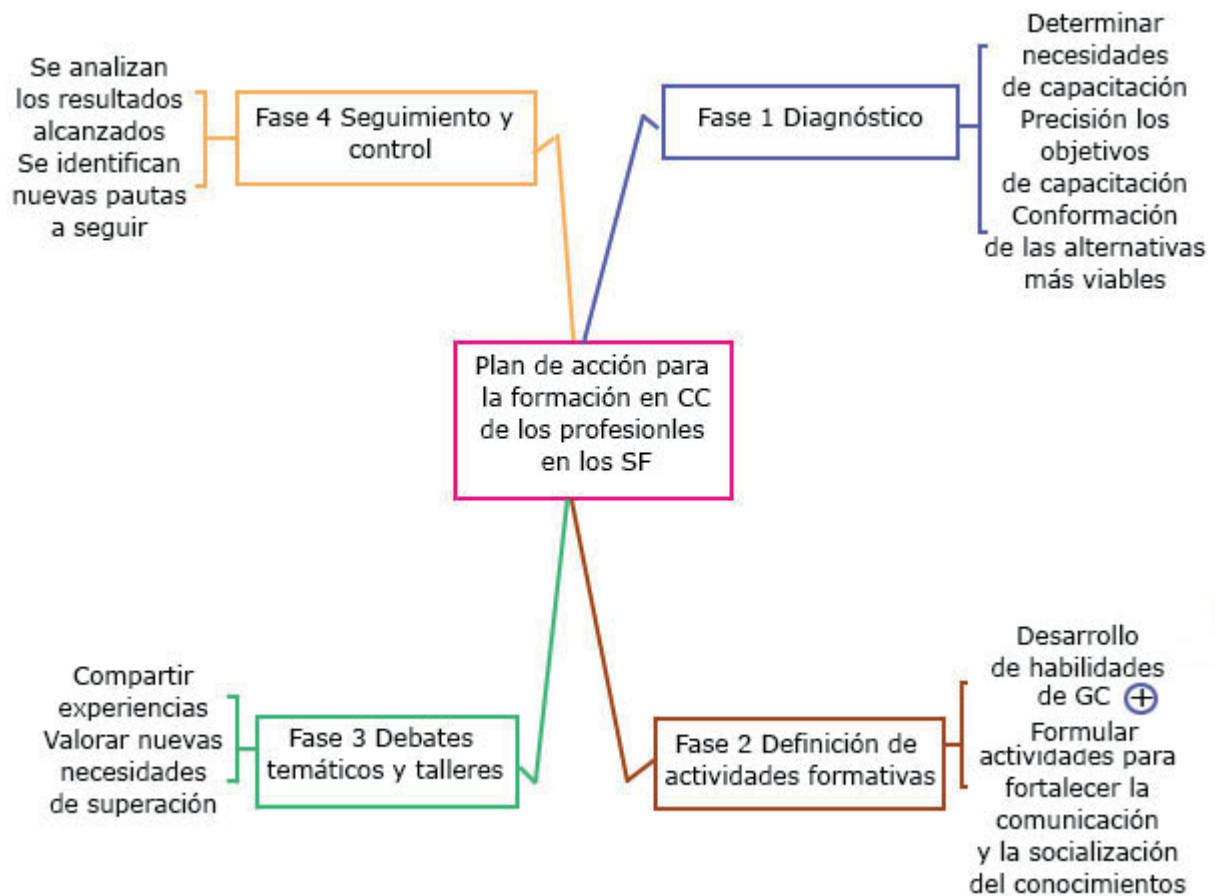 Plan de acción para
la formación en CC
de los profesionles
en los SF
Fase 1 Diagnóstico
Determinar
necesidades
de capacitación
Precisión los
objetivos
de capacitación
Conformación
de las alternativas
más viables
Fase 2 Definición de
actividades formativas
Desarrollo
de habilidades
de GC
Formular
actividades para
fortalecer la
comunicación
y la socialización
del conocimientos
Fase 3 Debates
temáticos y talleres
Compartir
experiencias
Valorar nuevas
necesidades
de superación
Fase 4 Seguimiento y
control
Se analizan
los resultados
alcanzados
Se identifican
nuevas pautas
a seguir